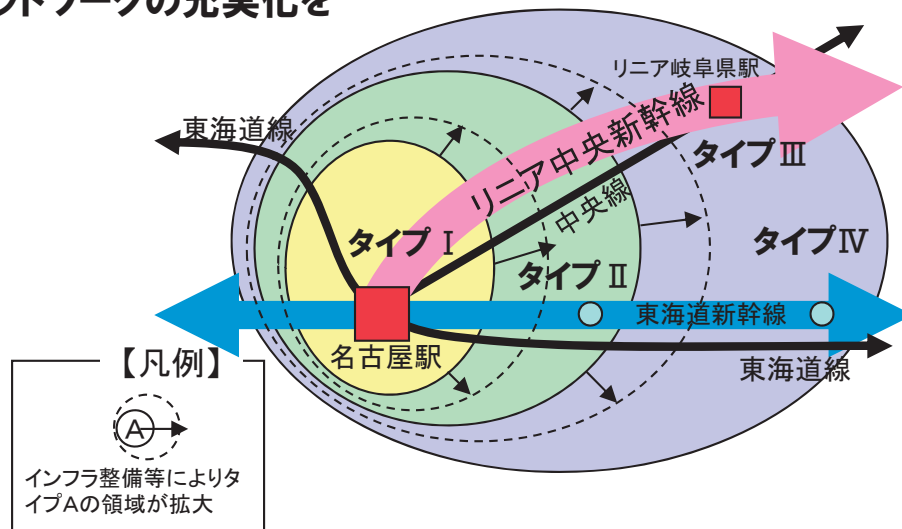 トワークの充実化を
リニア岐阜県駅
東海道線
リニア中央新幹線
タイプⅢ
中央線
タイプⅠ
タイプⅣ
タイプⅡ
東海道新幹線
名古屋駅
東海道線
【凡例】
A
インフラ整備等によりタ
イプAの領域が拡大